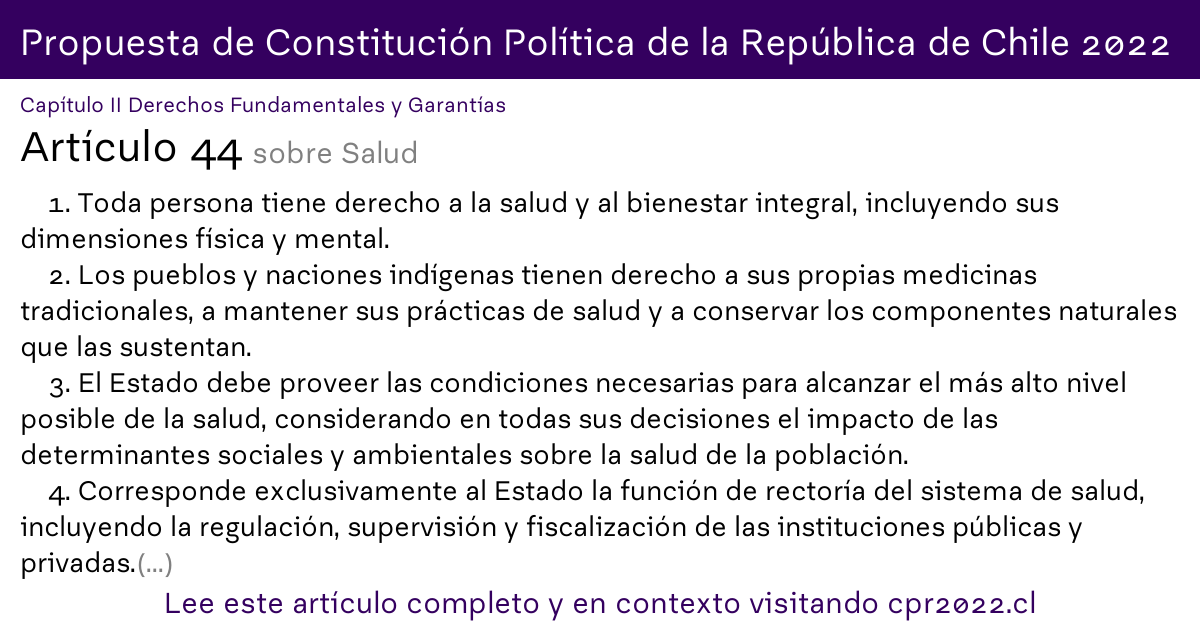 Propuesta de Constitución Política de la República de Chile 2022
Capítulo II Derechos Fundamentales y Garantías
Artículo 44 sobre Salud
1. Toda persona tiene derecho a la salud y al bienestar integral, incluyendo sus
dimensiones física y mental.
2. Los pueblos y naciones indígenas tienen derecho a sus propias medicinas
tradicionales, a mantener sus prácticas de salud y a conservar los componentes naturales
que las sustentan.
3. El Estado debe proveer las condiciones necesarias para alcanzar el más alto nivel
posible de la salud, considerando en todas sus decisiones el impacto de las
determinantes sociales y ambientales sobre la salud de la población.
4. Corresponde exclusivamente al Estado la función de rectoría del sistema de salud,
incluyendo la regulación, supervisión y fiscalización de las instituciones públicas y
privadas.(...)
Lee este artículo completo y en contexto visitando cpr2022.cl